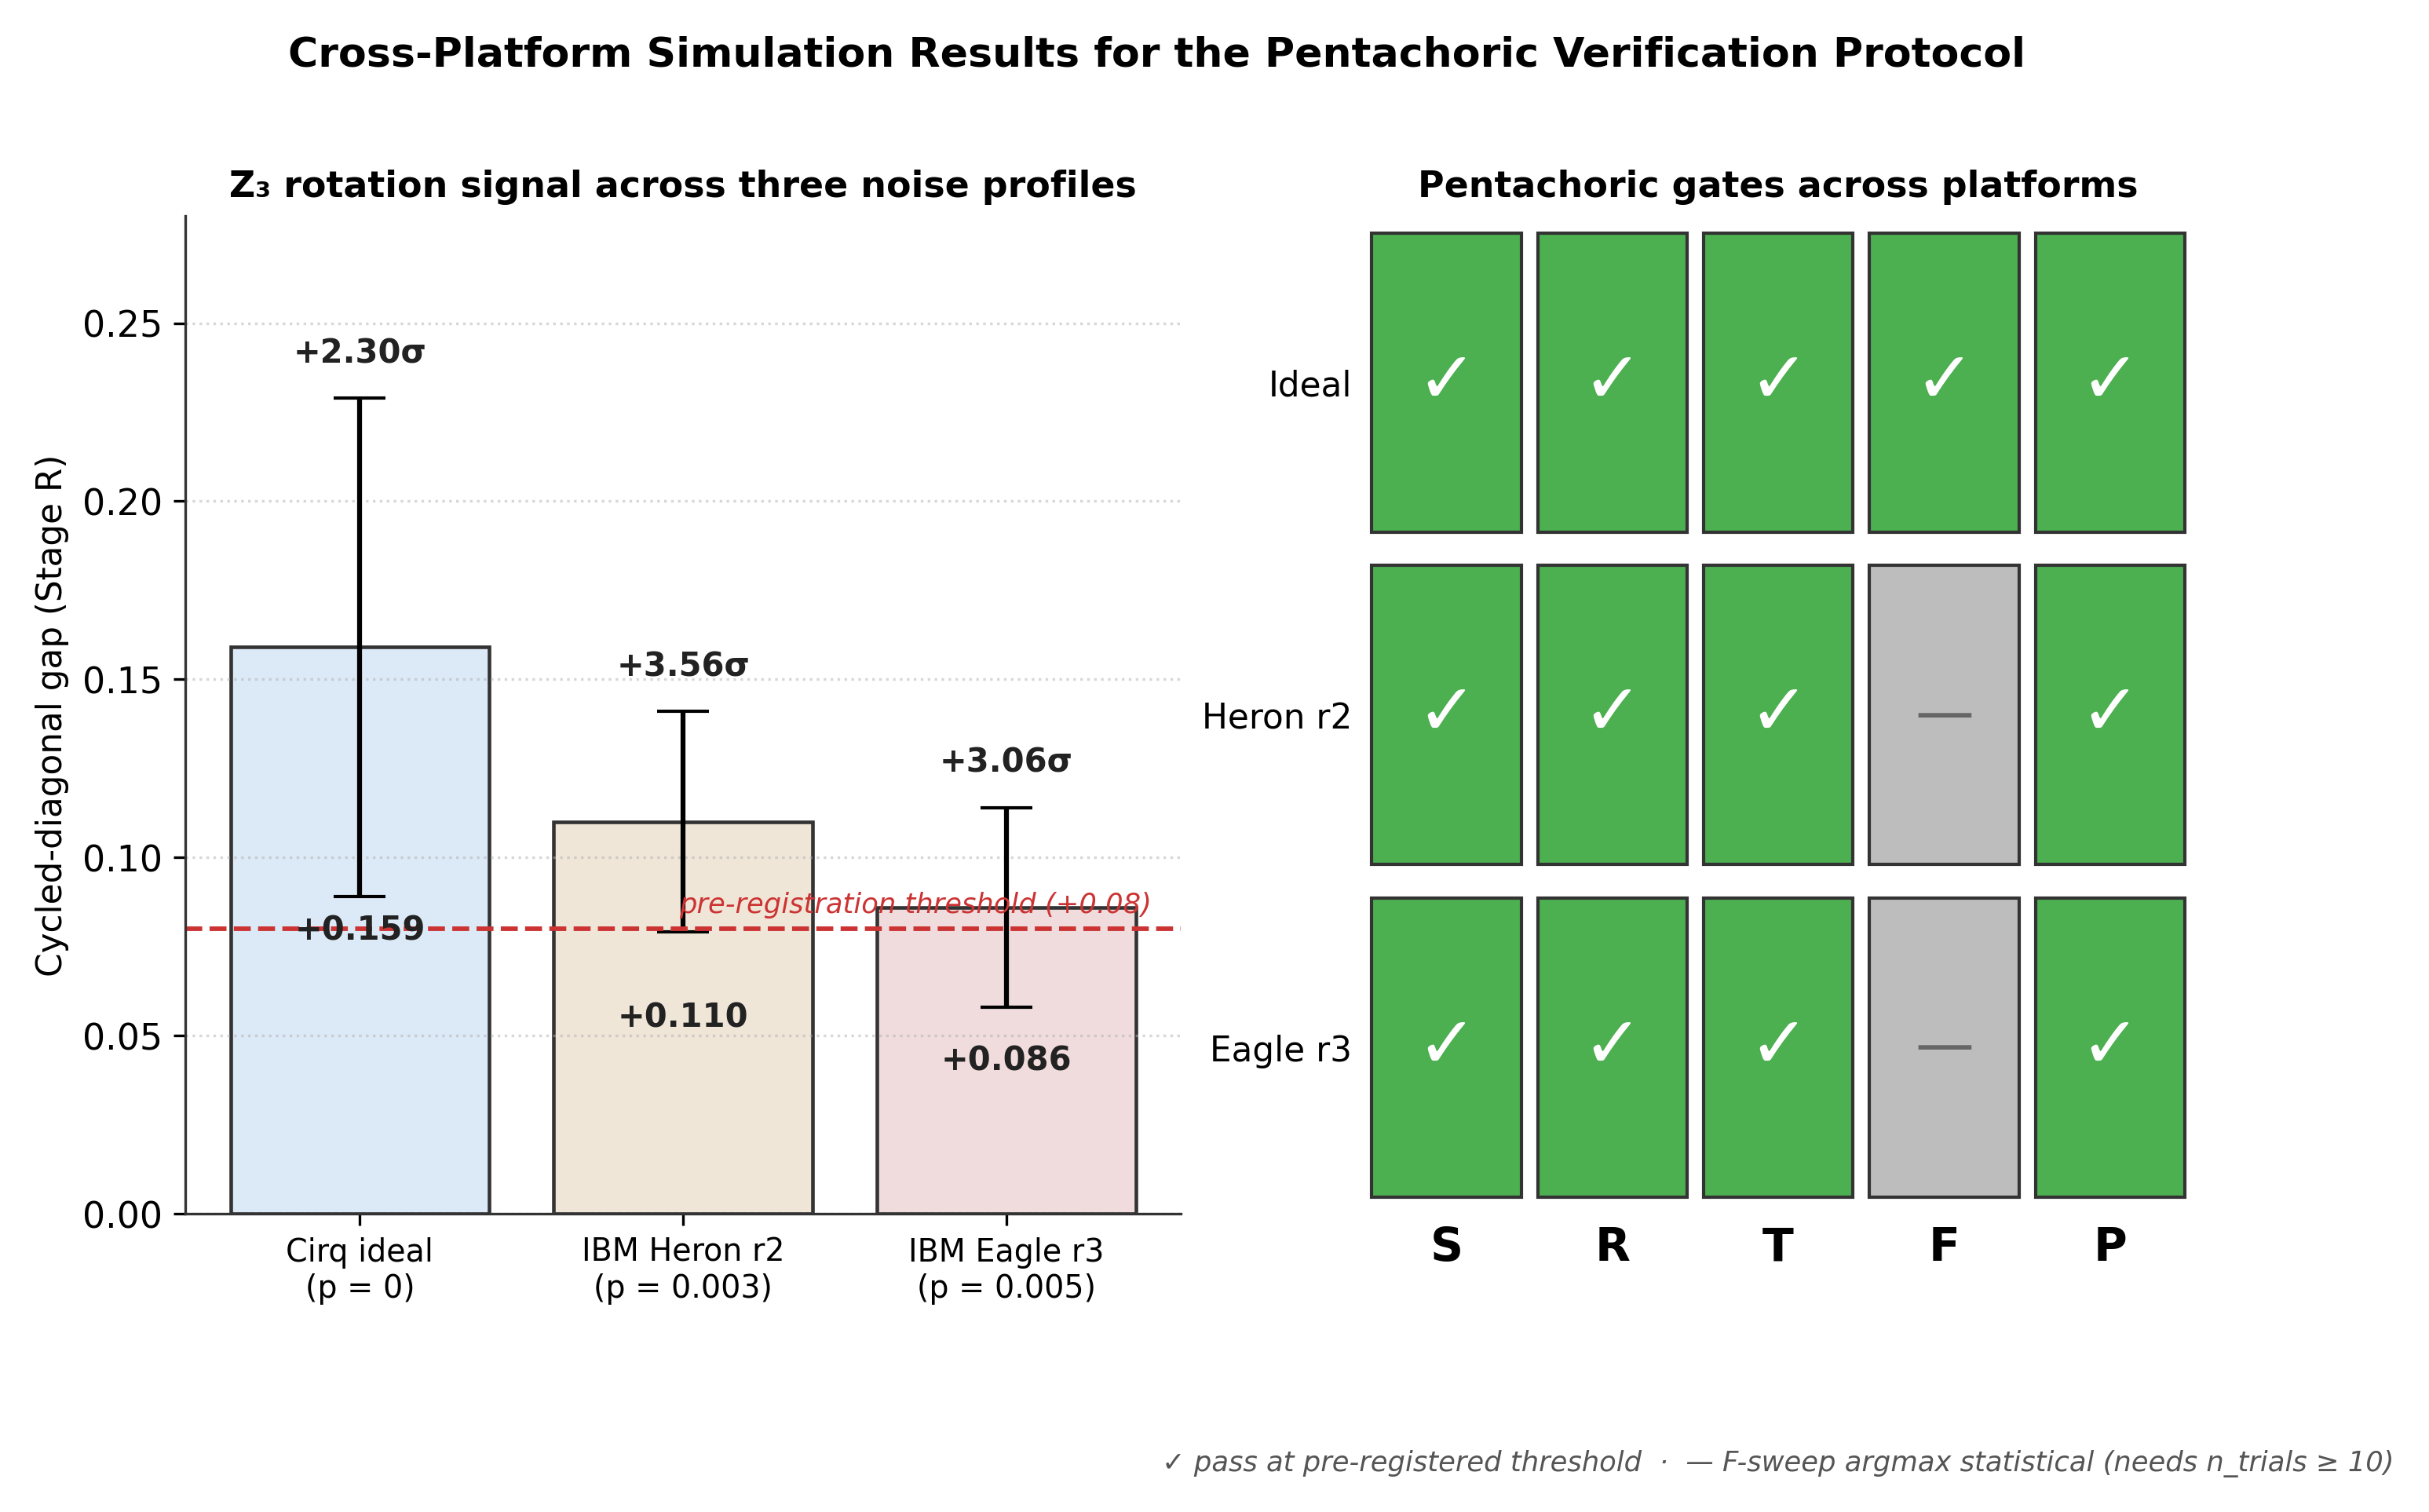 Cross-Platform Simulation Results for the Pentachoric Verification Protocol
Z₃ rotation signal across three noise profiles
Cycled-diagonal gap (Stage R)
0.25
0.20
0.15
0.10
0.05
0.00
+2.30σ
+3.56σ
+3.06σ
pre-registration threshold (+0.08)
+0.159
+0.110
+0.086
Cirq ideal
(p = 0)
IBM Heron r2
(p = 0.003)
IBM Eagle r3
(p = 0.005)
Pentachoric gates across platforms
Ideal ✓ ✓ ✓ ✓ ✓
Heron r2 ✓ ✓ ✓ — ✓
Eagle r3 ✓ ✓ ✓ — ✓
S R T F P
✓ pass at pre-registered threshold · — F-sweep argmax statistical (needs n_trials ≥ 10)